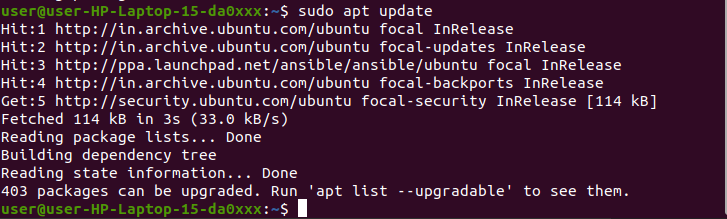 user@user-HP-Laptop-15-da0xxx:~$ sudo apt update
Hit:1 http://in.archive.ubuntu.com/ubuntu focal InRelease
Hit:2 http://in.archive.ubuntu.com/ubuntu focal-updates InRelease
Hit:3 http://ppa.launchpad.net/ansible/ansible/ubuntu focal InRelease
Hit:4 http://in.archive.ubuntu.com/ubuntu focal-backports InRelease
Get:5 http://security.ubuntu.com/ubuntu focal-security InRelease [114 kB]
Fetched 114 kB in 3s (33.0 kB/s)
Reading package lists... Done
Building dependency tree
Reading state information... Done
403 packages can be upgraded. Run 'apt list --upgradable' to see them.
user@user-HP-Laptop-15-da0xxx:~$